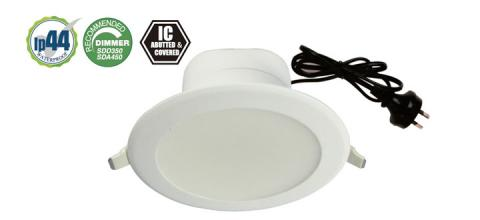 Ip44
WATERPROOF
RECOMMENDED
DIMMER
SDD350
SDA450
IC
ABUTTED &
COVERED